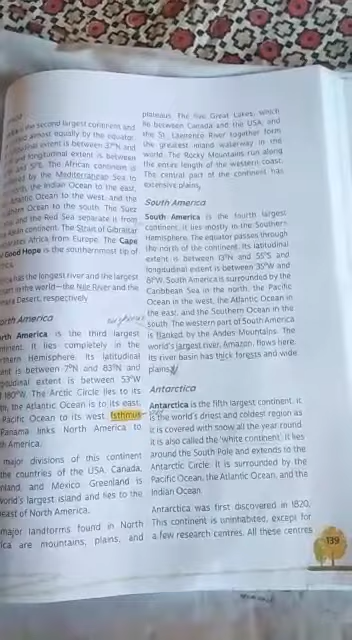 is the second largest continent and
almost equally by the equator.
extent is between 37°N and
and longitudinal extent is between
and 51°E. The African continent is
by the Mediterranean Sea to
north, the Indian Ocean to the east,
Atlantic Ocean to the west, and the
Ocean to the south. The Suez
and the Red Sea separate it from
continent. The Strait of Gibraltar
Africa from Europe. The Cape
Good Hope is the southernmost tip of
has the longest river and the largest
in the world—the Nile River and the
Desert, respectively
North America
North America is the third largest
continent. It lies completely in the
Northern Hemisphere. Its latitudinal
extent is between 7°N and 83°N and
longitudinal extent is between 53°W
180°W. The Arctic Circle lies to its
the Atlantic Ocean to its east,
Pacific Ocean to its west. Isthmus
Panama links North America to
America.
major divisions of this continent
the countries of the USA, Canada,
and Mexico Greenland is
world's largest island and lies to the
east of North America.
major landforms found in North
are mountains, plains, and
plateaus. The five Great Lakes, which
lie between Canada and the USA, and
the St. Lawrence River together form
the greatest inland waterway in the
world. The Rocky Mountains run along
the entire length of the western coast.
The central part of the continent has
extensive plains.
South America
South America is the fourth largest
continent. It lies mostly in the Southern
Hemisphere. The equator passes through
the north of the continent. Its latitudinal
extent is between 13°N and 55°S and
longitudinal extent is between 35°W and
81°W. South America is surrounded by the
Caribbean Sea in the north, the Pacific
Ocean in the west, the Atlantic Ocean in
the east, and the Southern Ocean in the
south. The western part of South America
is flanked by the Andes Mountains. The
world's largest river, Amazon, flows here.
Its river basin has thick forests and wide
plains.
Antarctica
Antarctica is the fifth largest continent. It
is the world's driest and coldest region as
it is covered with snow all the year round.
It is also called the 'white continent'. It lies
around the South Pole and extends to the
Antarctic Circle. It is surrounded by the
Pacific Ocean, the Atlantic Ocean, and the
Indian Ocean.
Antarctica was first discovered in 1820.
This continent is uninhabited, except for
a few research centres. All these centres
139